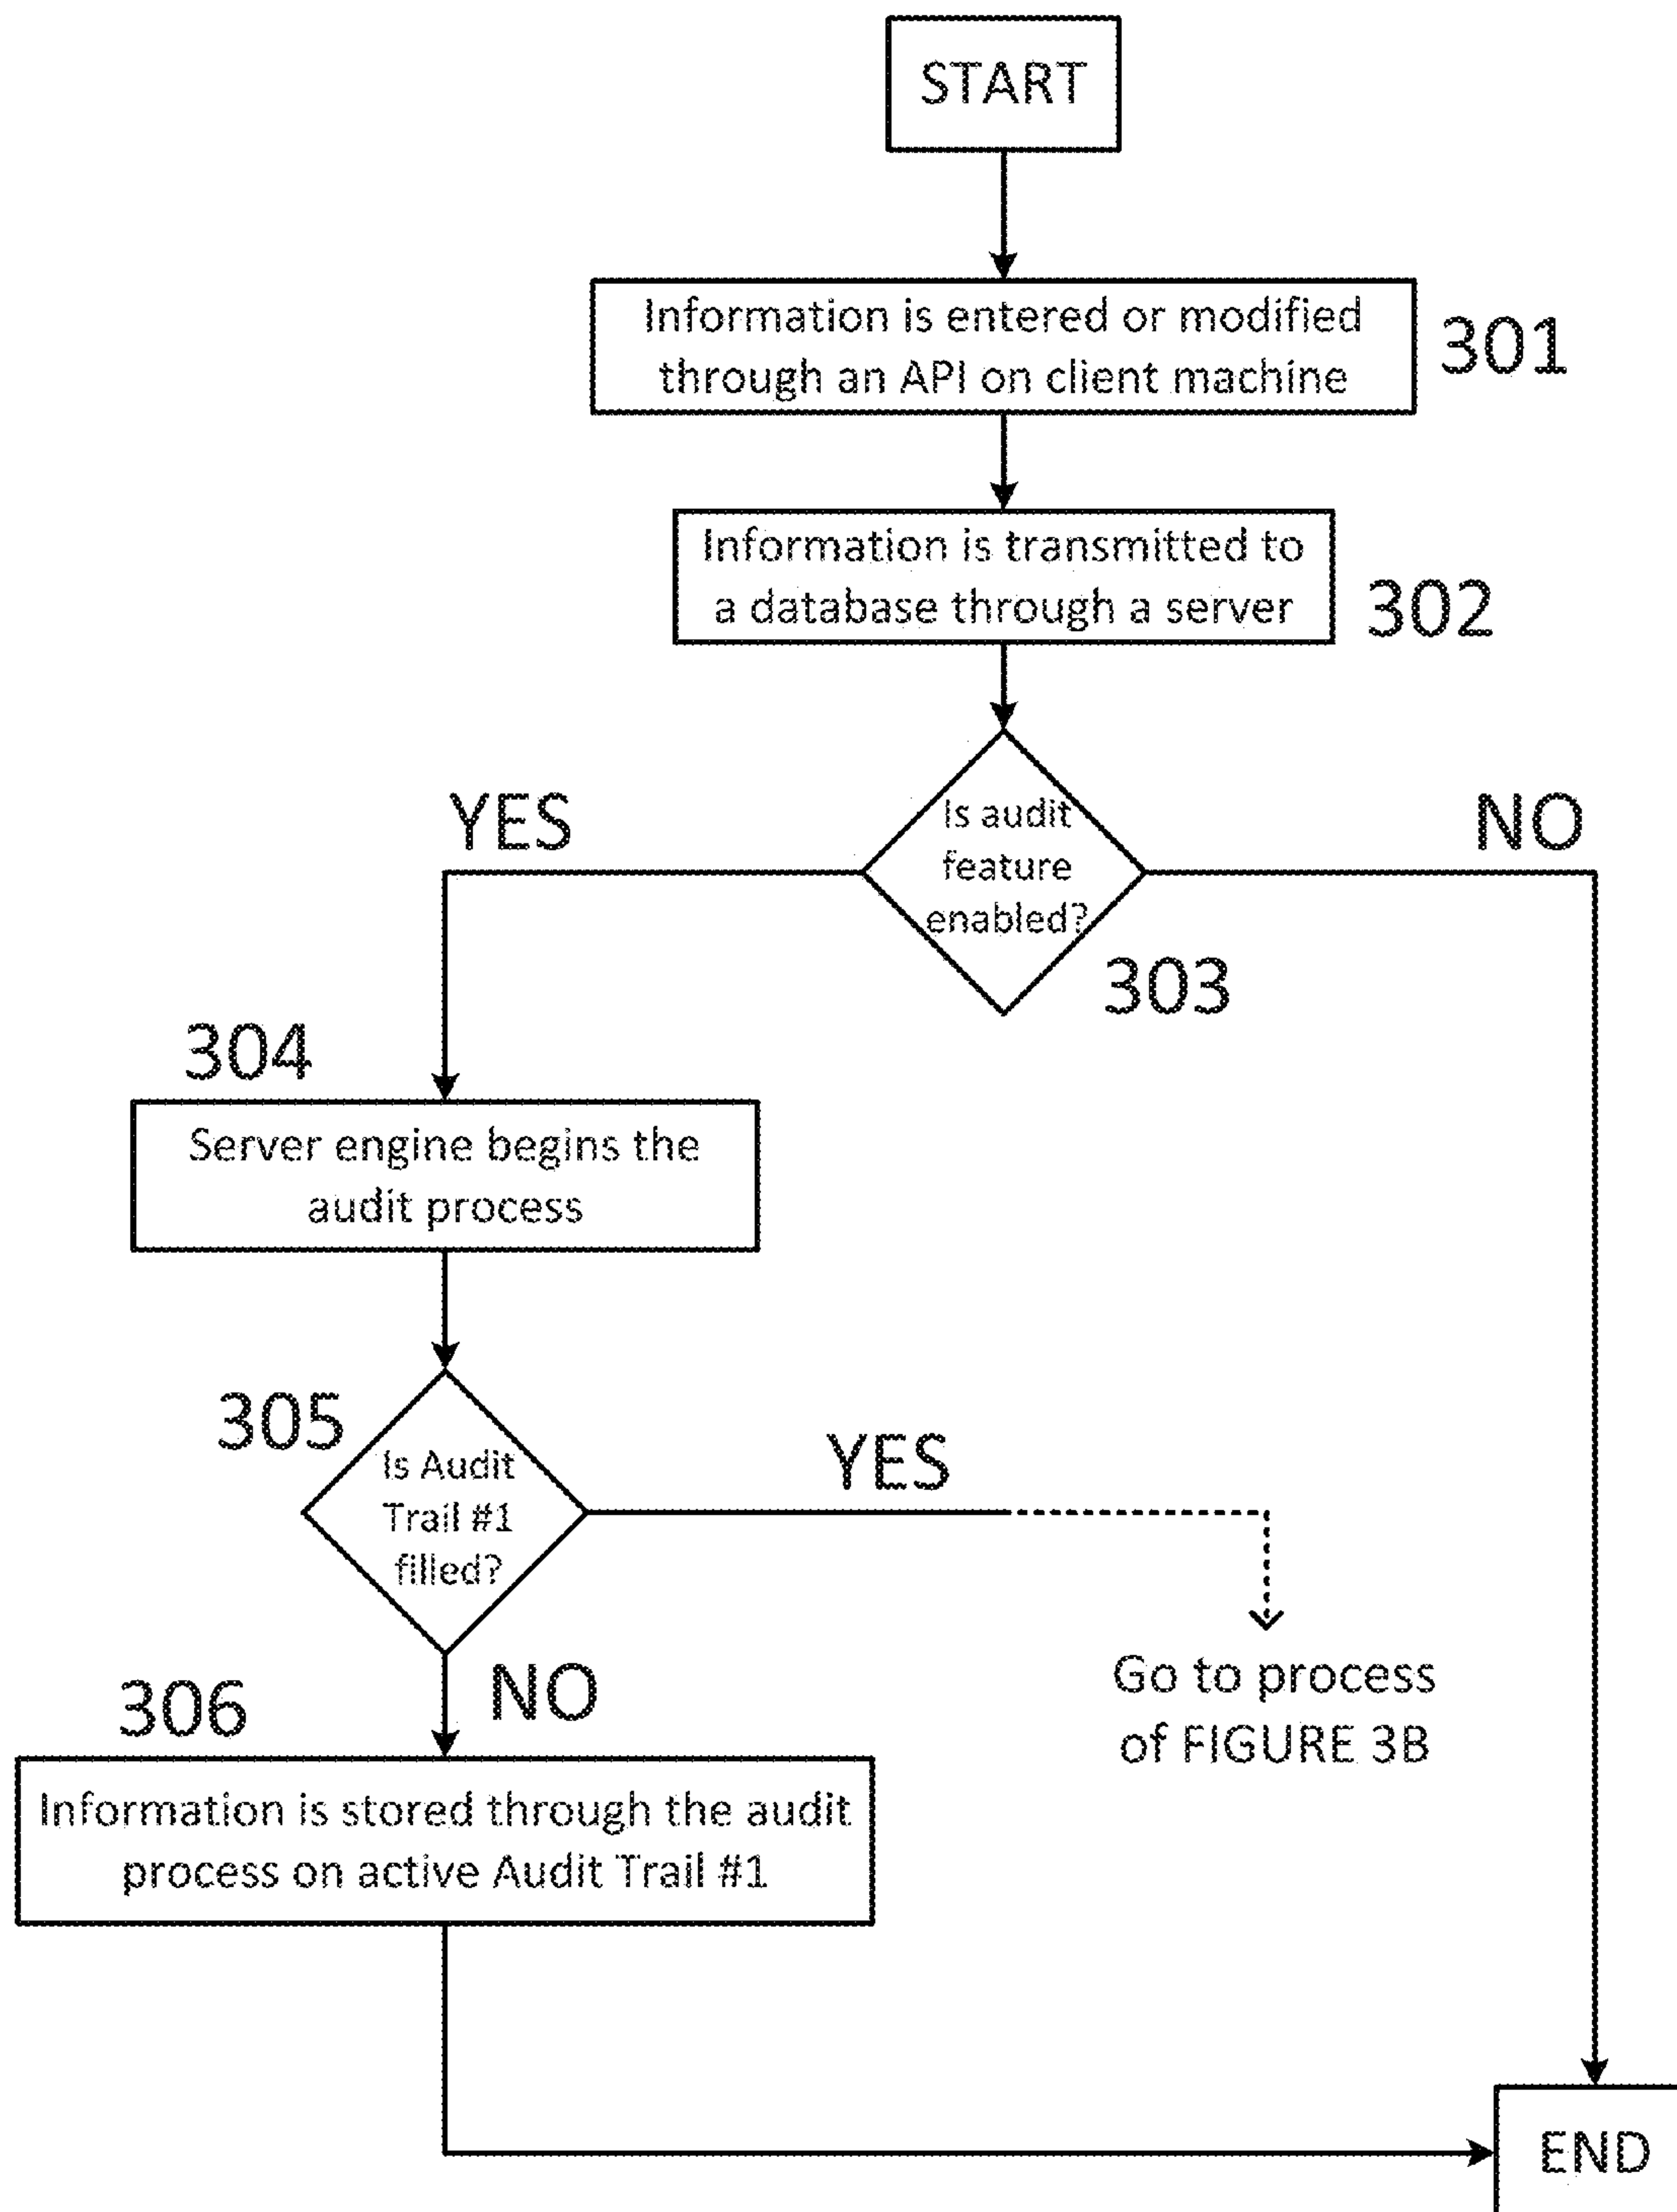 START
Information is entered or modified
through an API on client machine
301
Information is transmitted to
a database through a server
302
YES
Is audit
feature
enabled?
NO
303
304
Server engine begins the
audit process
305
Is Audit
Trail #1
filled?
YES
Go to process
of FIGURE 3B
306
NO
Information is stored through the audit
process on active Audit Trail #1
END